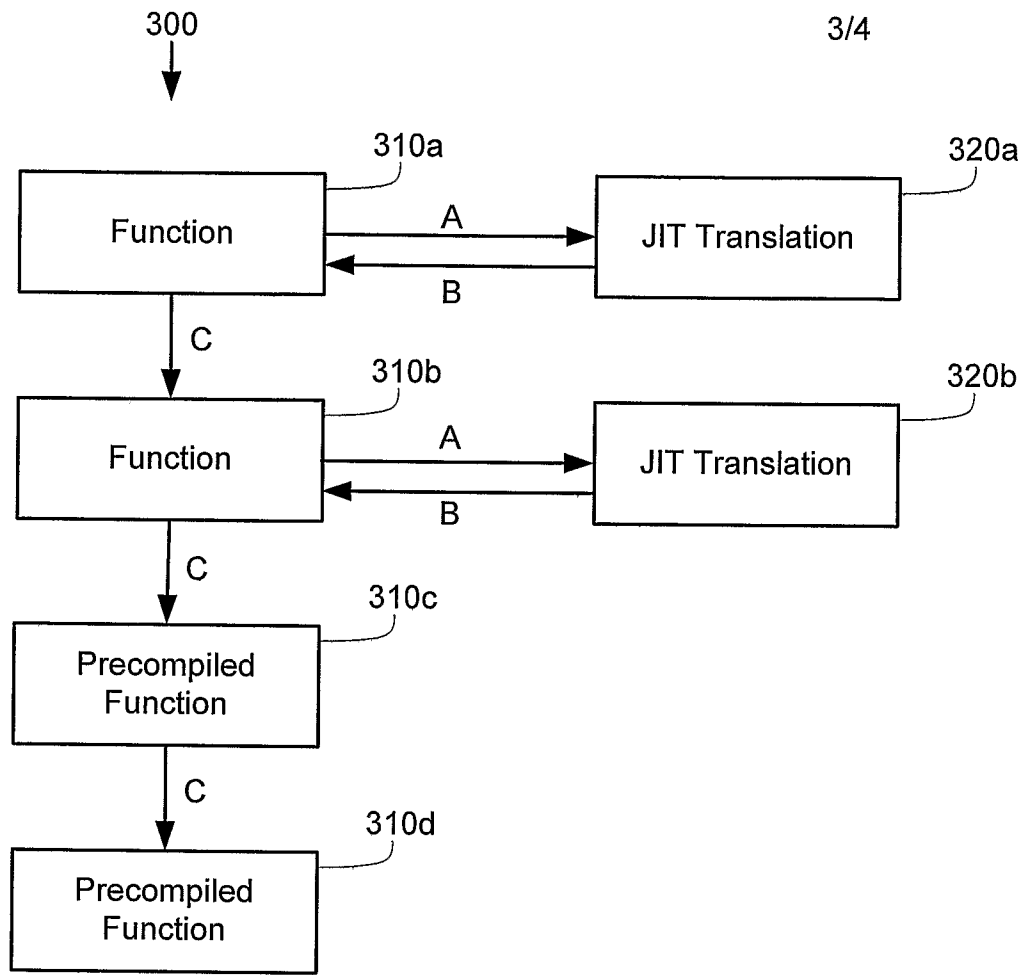 300
3/4
310a
320a
Function
A
JIT Translation
B
C
310b
320b
Function
A
JIT Translation
B
C
310c
Precompiled
Function
C
310d
Precompiled
Function